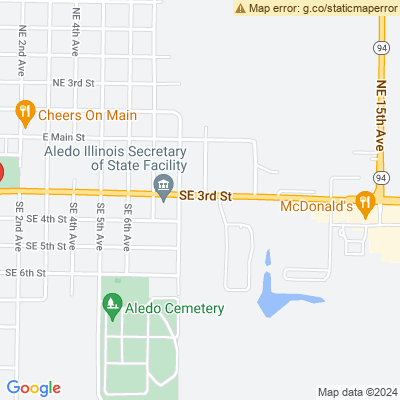 Map error: g.co/staticmaperror
NE 2nd Ave
NE 4th Ave
NE 3rd St
94
NE 15th Ave
Cheers On Main
E Main St
Aledo Illinois Secretary
of State Facility
94
SE 3rd St
McDonald's
SE 2nd Ave
SE 4th St
SE 4th Ave
SE 5th Ave
SE 6th Ave
SE 5th St
SE 6th St
Aledo Cemetery
Google
Map data ©2024